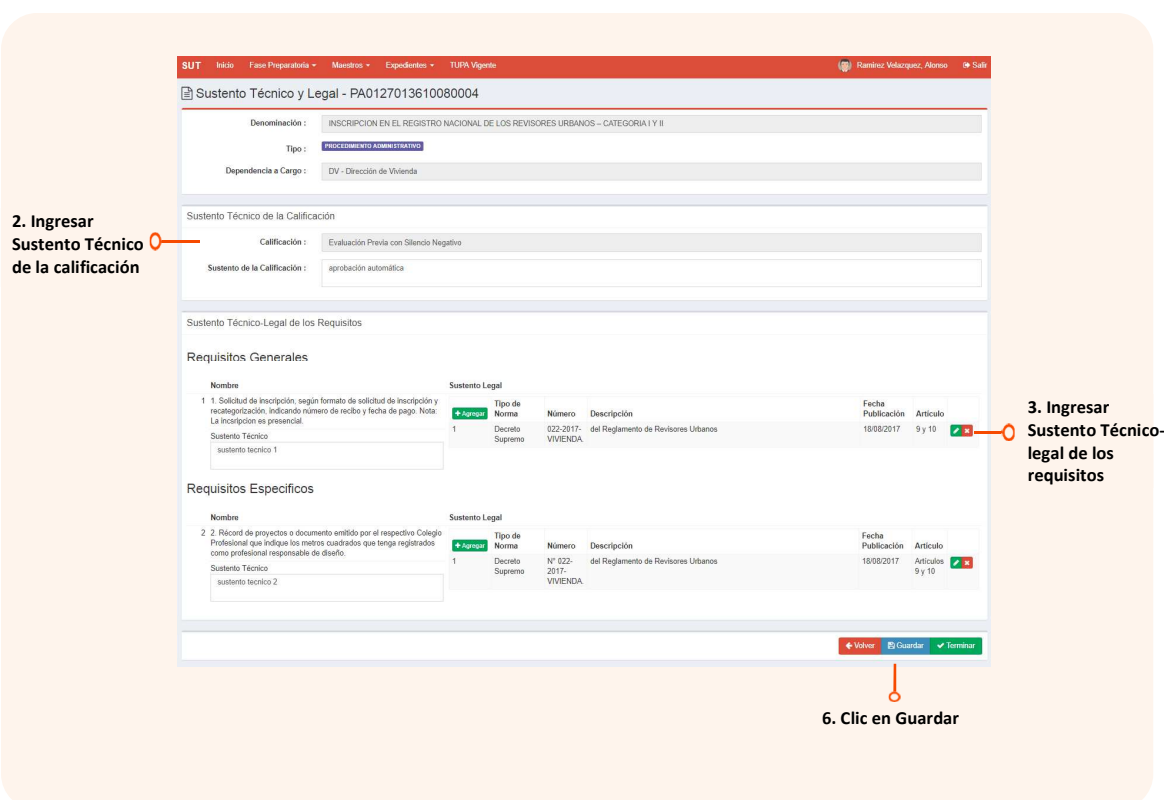 SUT Inicio Fase Preparatoria Maestros Expedientes TUPA Vigente Ramirez Velazquez, Alonso Salir
Sustento Técnico y Legal - PA0127013610080004
Denominación : INSCRIPCION EN EL REGISTRO NACIONAL DE LOS REVISORES URBANOS – CATEGORIA I Y II
Tipo : PROCEDIMIENTO ADMINISTRATIVO
Dependencia a Cargo : DV - Dirección de Vivienda
2. Ingresar
Sustento Técnico
de la calificación
Sustento Técnico de la Calificación
Calificación : Evaluación Previa con Silencio Negativo
Sustento de la Calificación : aprobación automática
Sustento Técnico-Legal de los Requisitos
Requisitos Generales
Nombre Sustento Legal
1 1. Solicitud de inscripción, según formato de solicitud de inscripción y
recategorización, indicando número de recibo y fecha de pago. Nota:
La incsripcion es presencial.
Sustento Técnico
sustento tecnico 1
+ Agregar Tipo de Norma Número Descripción Fecha Publicación Artículo
1 Decreto Supremo 022-2017-VIVIENDA. del Reglamento de Revisores Urbanos 18/08/2017 9 y 10
3. Ingresar
Sustento Técnico-
legal de los
requisitos
Requisitos Especificos
Nombre Sustento Legal
2 2. Récord de proyectos o documento emitido por el respectivo Colegio
Profesional que indique los metros cuadrados que tenga registrados
como profesional responsable de diseño.
Sustento Técnico
sustento tecnico 2
+ Agregar Tipo de Norma Número Descripción Fecha Publicación Artículo
1 Decreto Supremo N° 022-2017-VIVIENDA. del Reglamento de Revisores Urbanos 18/08/2017 Artículos 9 y 10
Volver Guardar Terminar
6. Clic en Guardar